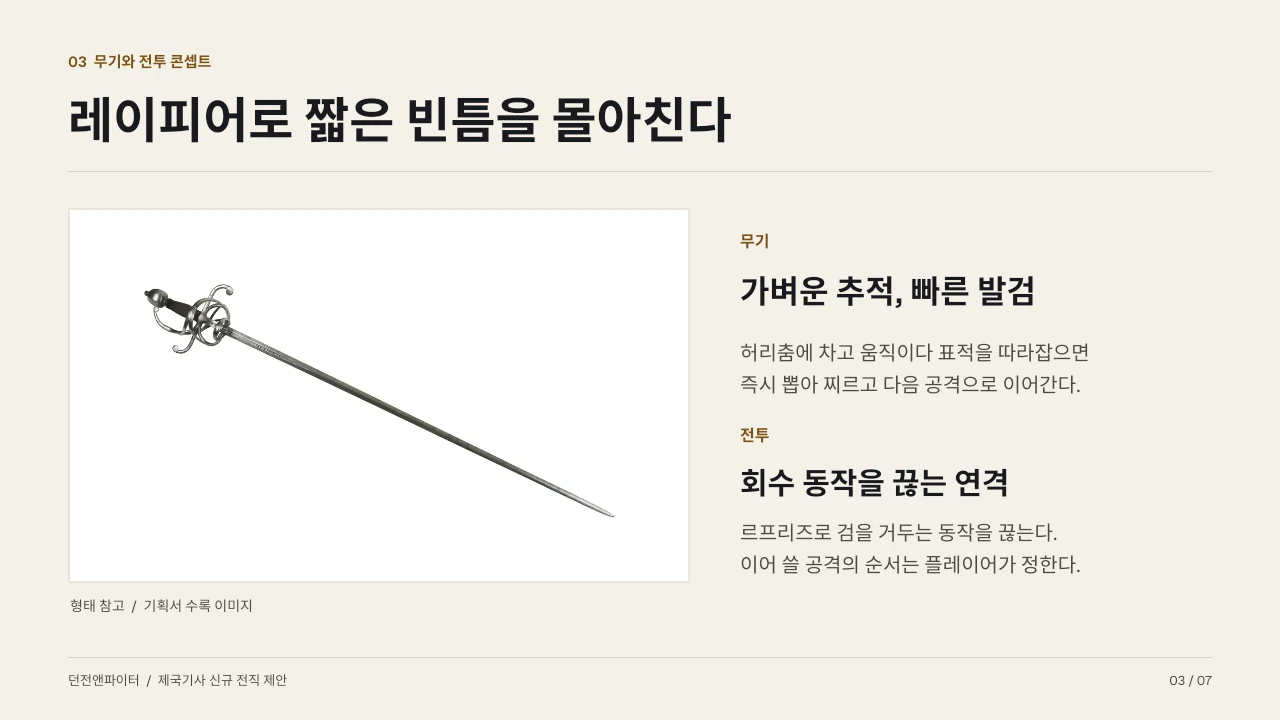 03 무기와 전투 콘셉트
레이피어로 짧은 빈틈을 몰아친다
무기
가벼운 추적, 빠른 발검
허리춤에 차고 움직이다 표적을 따라잡으면
즉시 뽑아 찌르고 다음 공격으로 이어간다.
전투
회수 동작을 끊는 연격
르프리즈로 검을 거두는 동작을 끊는다.
이어 쓸 공격의 순서는 플레이어가 정한다.
형태 참고 / 기획서 수록 이미지
던전앤파이터 / 제국기사 신규 전직 제안
03 / 07